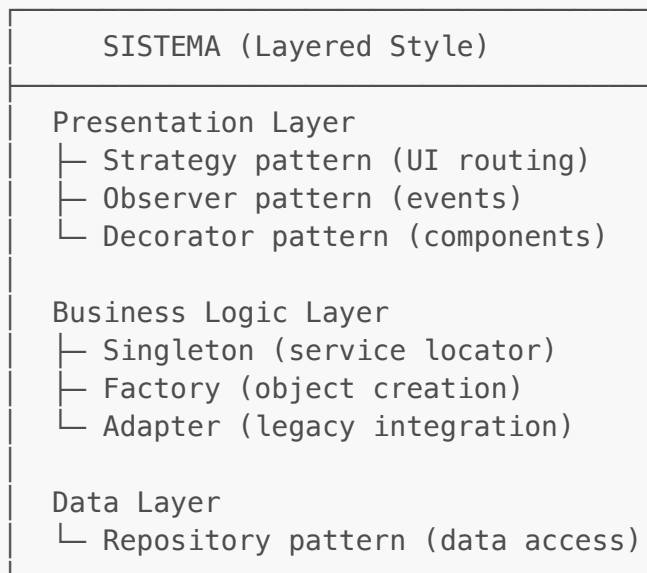 SISTEMA (Layered Style)
Presentation Layer
├─ Strategy pattern (UI routing)
├─ Observer pattern (events)
└─ Decorator pattern (components)
Business Logic Layer
├─ Singleton (service locator)
├─ Factory (object creation)
└─ Adapter (legacy integration)
Data Layer
└─ Repository pattern (data access)